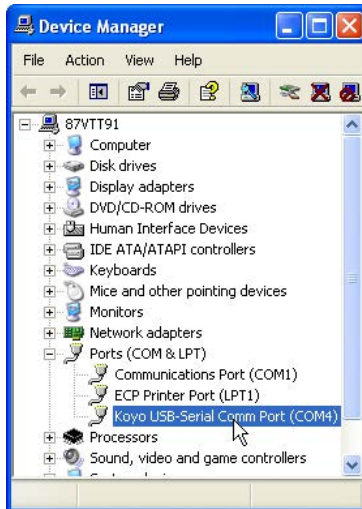 Device Manager
File Action View Help
87VTT91
Computer
Disk drives
Display adapters
DVD/CD-ROM drives
Human Interface Devices
IDE ATA/ATAPI controllers
Keyboards
Mice and other pointing devices
Monitors
Network adapters
Ports (COM & LPT)
Communications Port (COM1)
ECP Printer Port (LPT1)
Koyo USB-Serial Comm Port (COM4)
Processors
Sound, video and game controllers